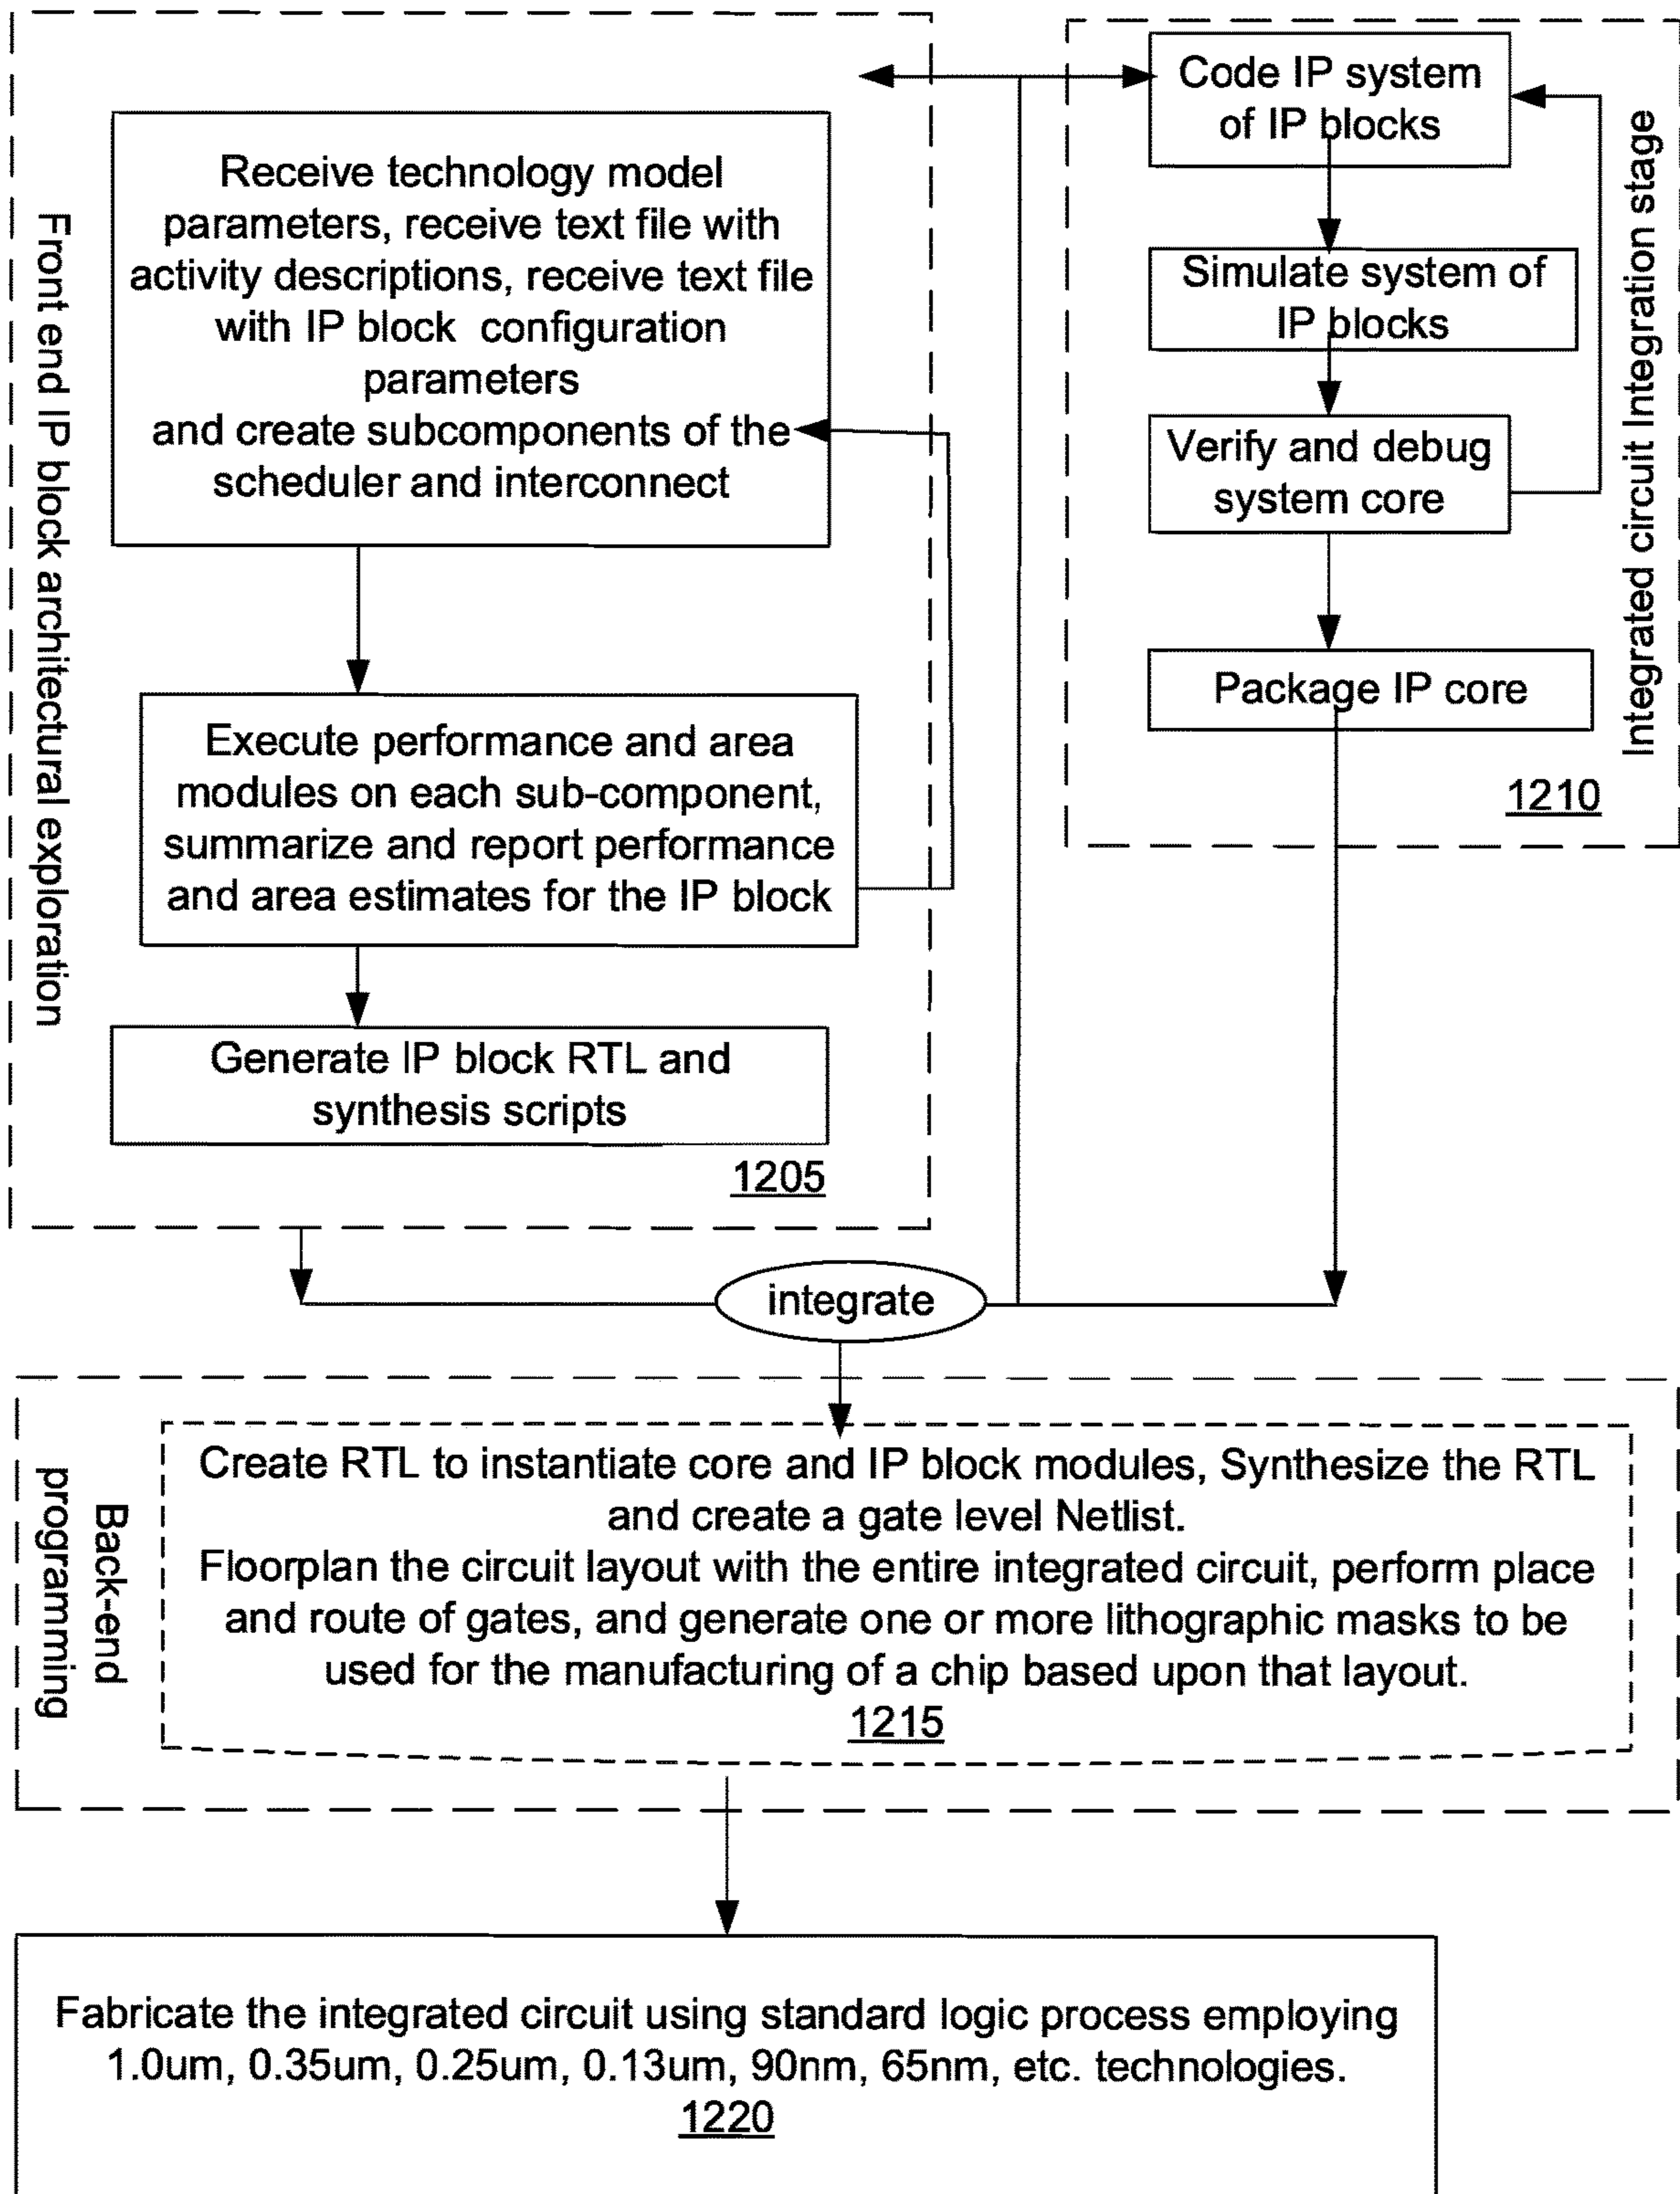 Front end IP block architectural exploration
Receive technology model
parameters, receive text file with
activity descriptions, receive text file
with IP block configuration
parameters
and create subcomponents of the
scheduler and interconnect
Execute performance and area
modules on each sub-component,
summarize and report performance
and area estimates for the IP block
Generate IP block RTL and
synthesis scripts
1205
Code IP system
of IP blocks
Simulate system of
IP blocks
Verify and debug
system core
Package IP core
1210
Integrated circuit Integration stage
integrate
Back-end
programming
Create RTL to instantiate core and IP block modules, Synthesize the RTL
and create a gate level Netlist.
Floorplan the circuit layout with the entire integrated circuit, perform place
and route of gates, and generate one or more lithographic masks to be
used for the manufacturing of a chip based upon that layout.
1215
Fabricate the integrated circuit using standard logic process employing
1.0um, 0.35um, 0.25um, 0.13um, 90nm, 65nm, etc. technologies.
1220